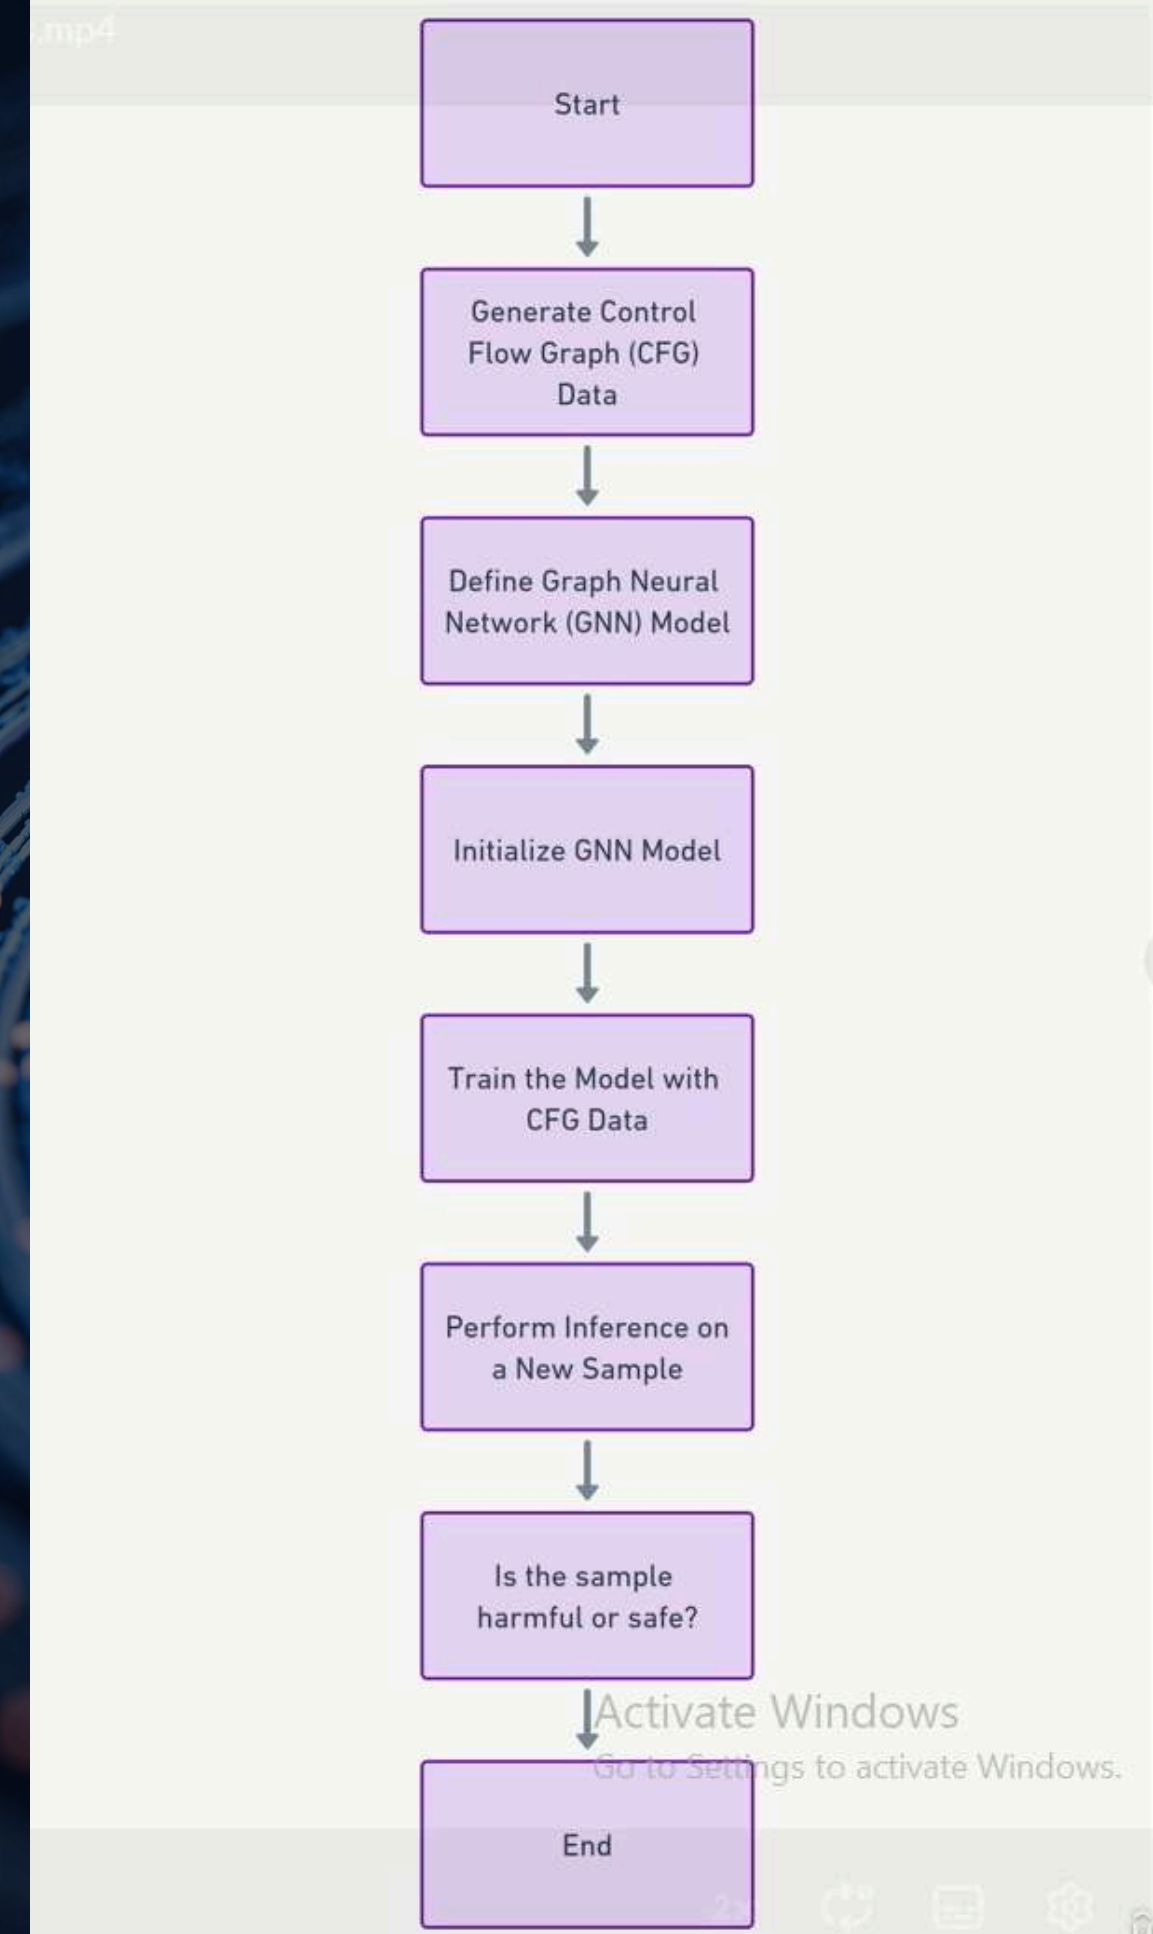 .mp4
Start
Generate Control
Flow Graph (CFG)
Data
Define Graph Neural
Network (GNN) Model
Initialize GNN Model
Train the Model with
CFG Data
Perform Inference on
a New Sample
Is the sample
harmful or safe?
Activate Windows
Go to Settings to activate Windows.
End
2x